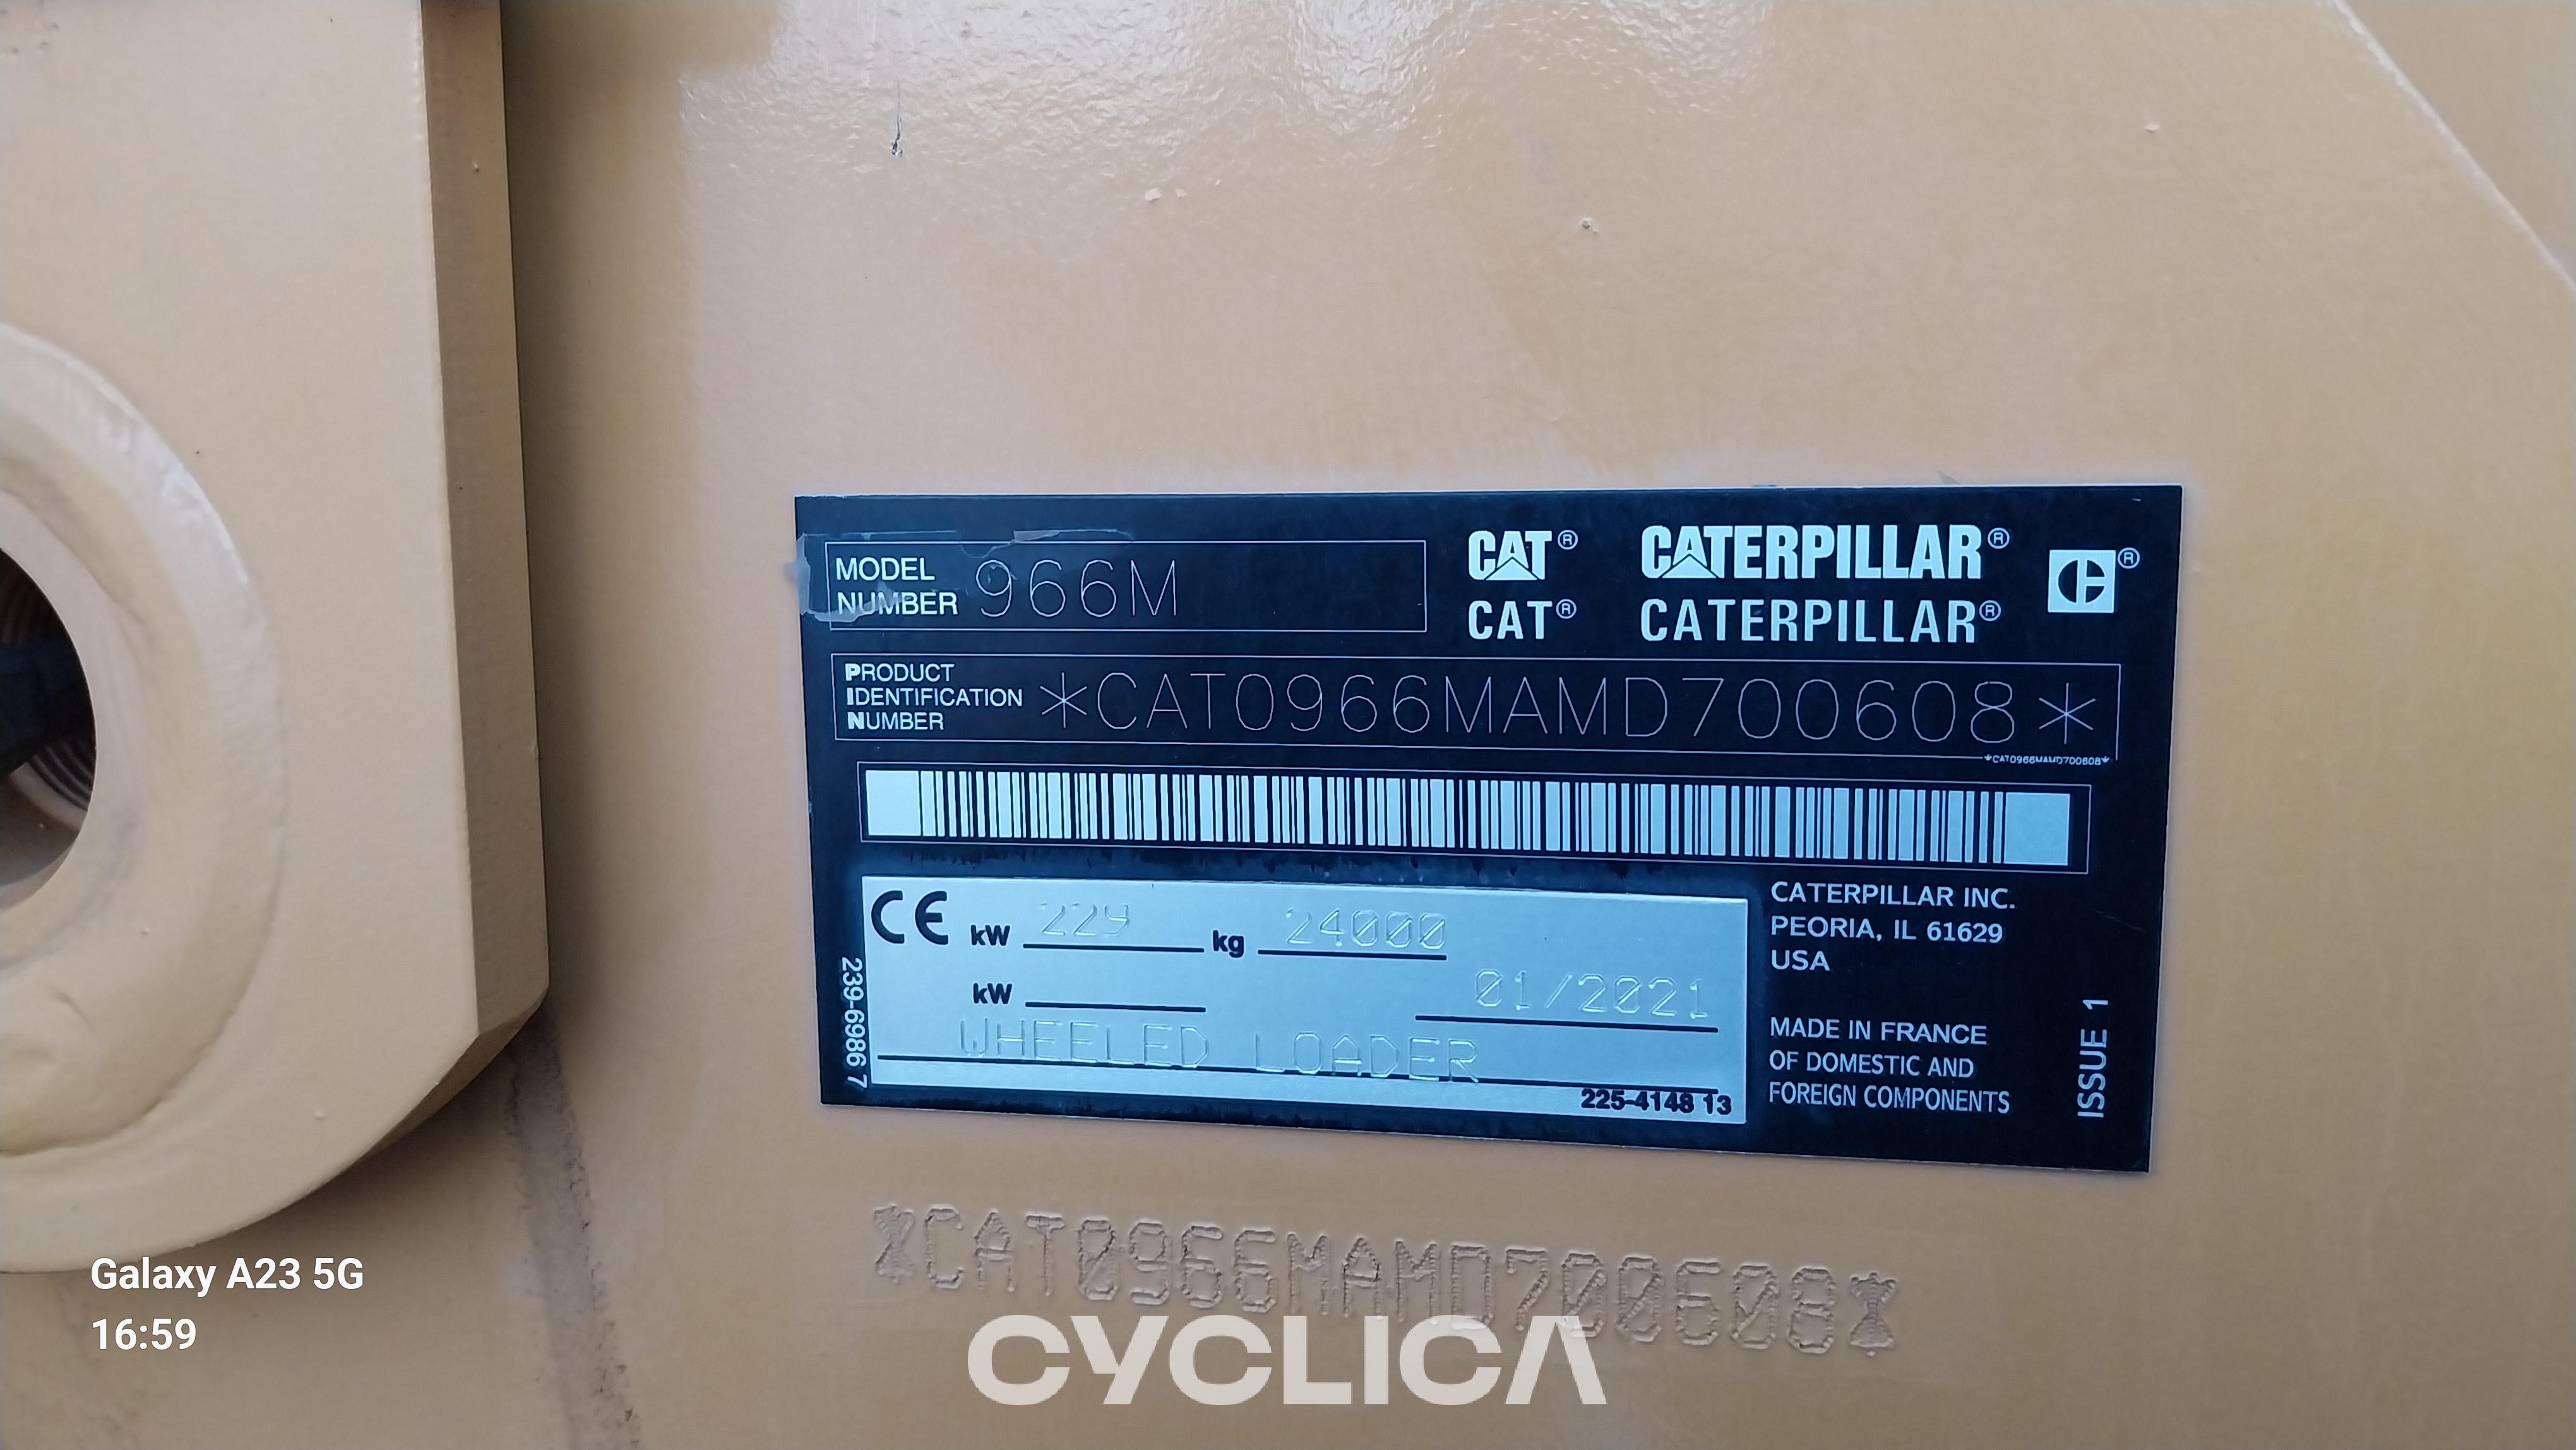 MODEL
NUMBER 966M
CAT® CATERPILLAR®
CAT® CATERPILLAR®
PRODUCT
IDENTIFICATION
NUMBER
*CAT0966MAMD700608*
*CAT0966MAMD700608*
CE kW 229 kg 24000
kW 01/2021
WHEELED LOADER
225-4148 13
239-6986 7
CATERPILLAR INC.
PEORIA, IL 61629
USA
MADE IN FRANCE
OF DOMESTIC AND
FOREIGN COMPONENTS
ISSUE 1
*CAT0966MAMD700608*
Galaxy A23 5G
16:59
CYCLICA